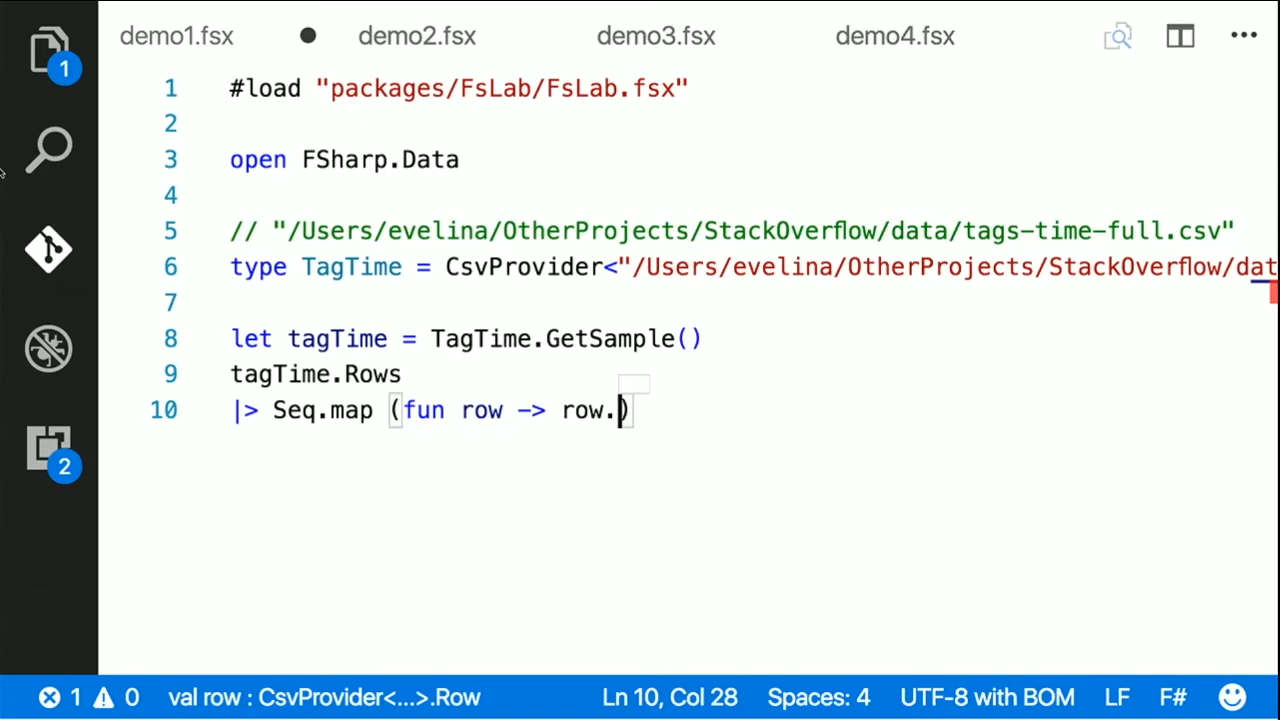 demo1.fsx demo2.fsx demo3.fsx demo4.fsx
1 #load "packages/FsLab/FsLab.fsx"
2
3 open FSharp.Data
4
5 // "/Users/evelina/OtherProjects/StackOverflow/data/tags-time-full.csv"
6 type TagTime = CsvProvider<"/Users/evelina/OtherProjects/StackOverflow/dat
7
8 let tagTime = TagTime.GetSample()
9 tagTime.Rows
10 |> Seq.map (fun row -> row.)
1
2
1 0 val row : CsvProvider<...>.Row Ln 10, Col 28 Spaces: 4 UTF-8 with BOM LF F#